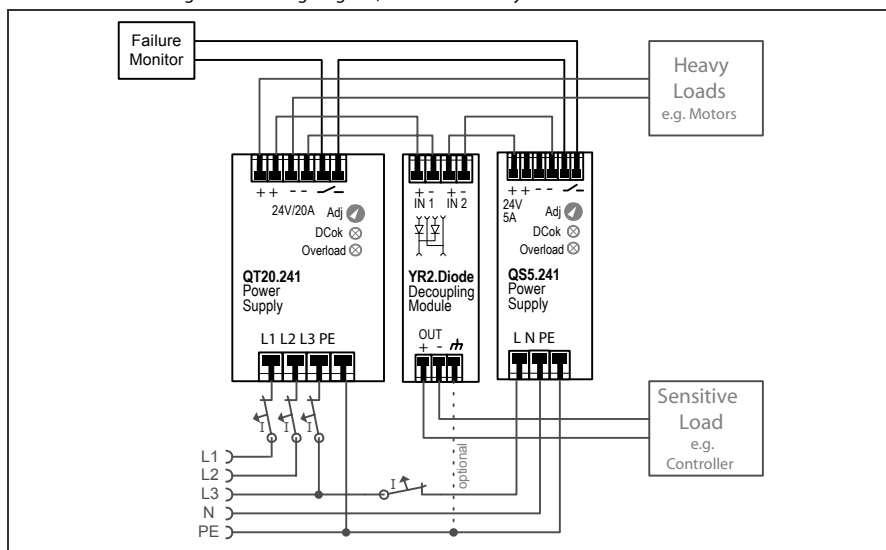 Failure
Monitor
Heavy
Loads
e.g. Motors
+ + - -
24V/20A
Adj
DCok
Overload
QT20.241
Power
Supply
L1 L2 L3 PE
+ - + -
IN 1 IN 2
YR2.Diode
Decoupling
Module
OUT
+ -
+ + - -
24V
5A
Adj
DCok
Overload
QS5.241
Power
Supply
L N PE
Sensitive
Load
e.g.
Controller
I I I
I
optional
L1
L2
L3
N
PE